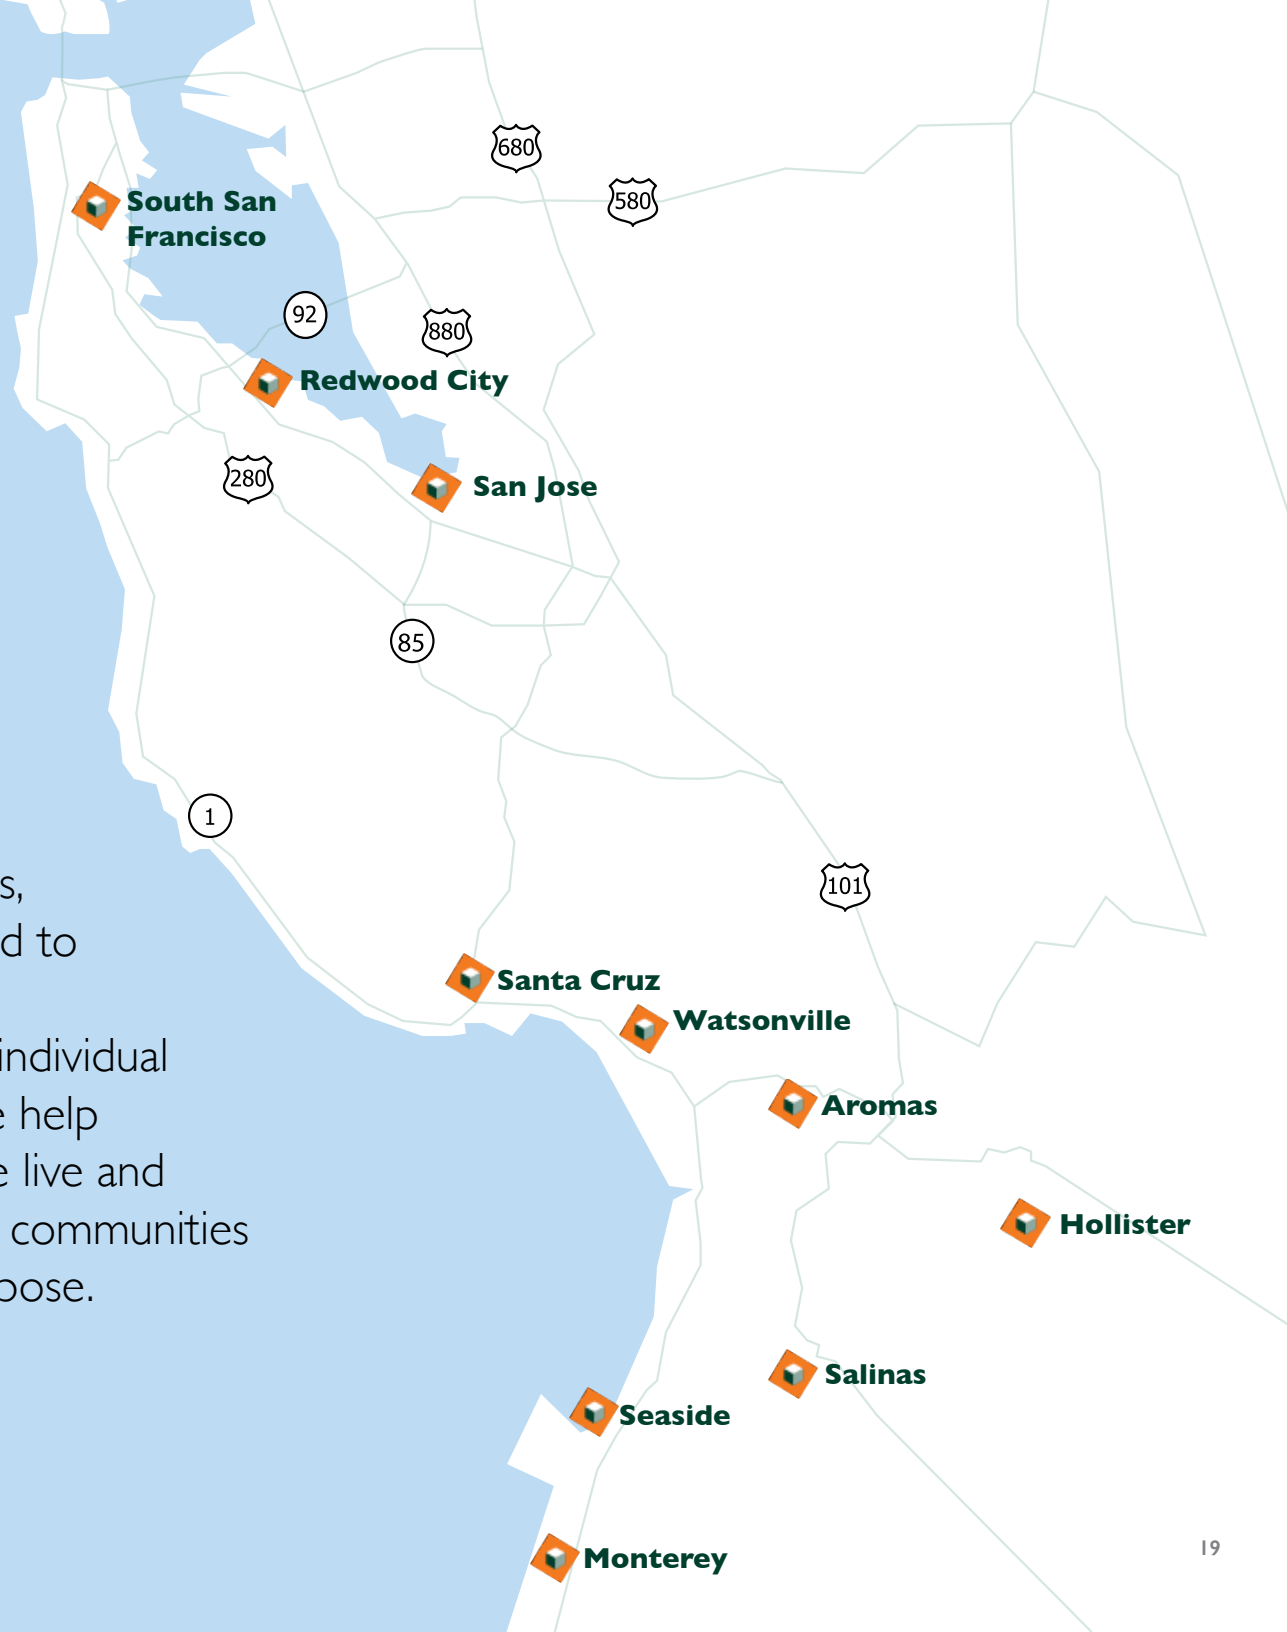 680
580
South San
Francisco
92
880
Redwood City
280
San Jose
85
1
101
s,
d to
Santa Cruz
Watsonville
individual
e help
Aromas
e live and
communities
Hollister
pose.
Salinas
Seaside
Monterey
19